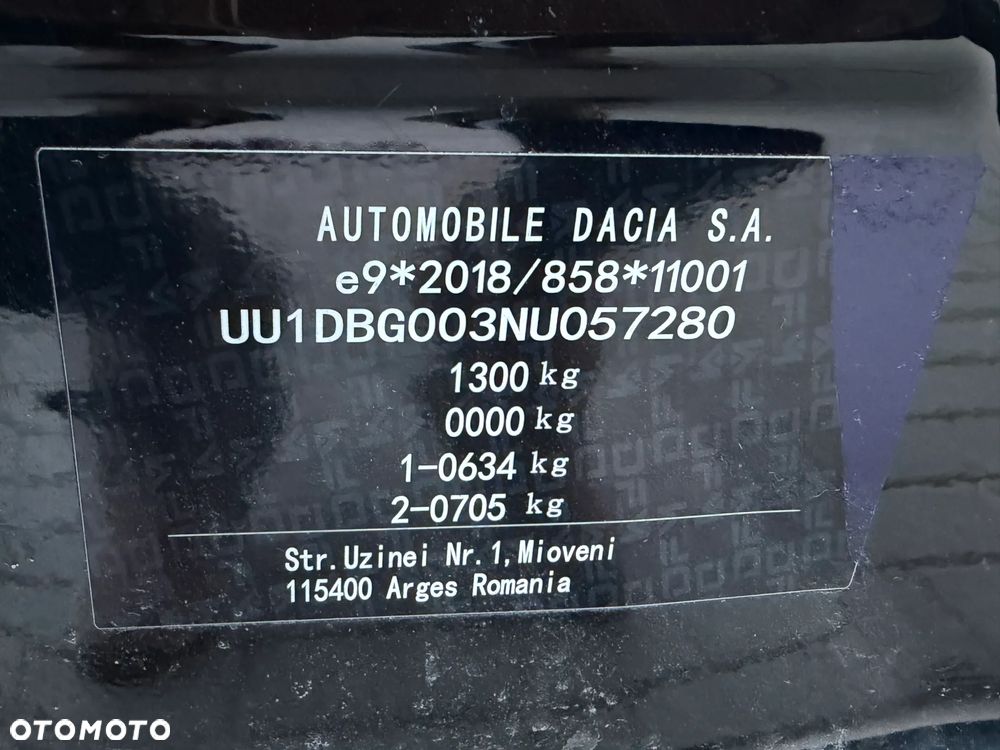 AUTOMOBILE DACIA S.A.
e9*2018/858*11001
UU1DBG003NU057280
1300 kg
0000 kg
1-0634 kg
2-0705 kg
Str.Uzinei Nr.1,Mioveni
115400 Arges Romania
OTOMOTO